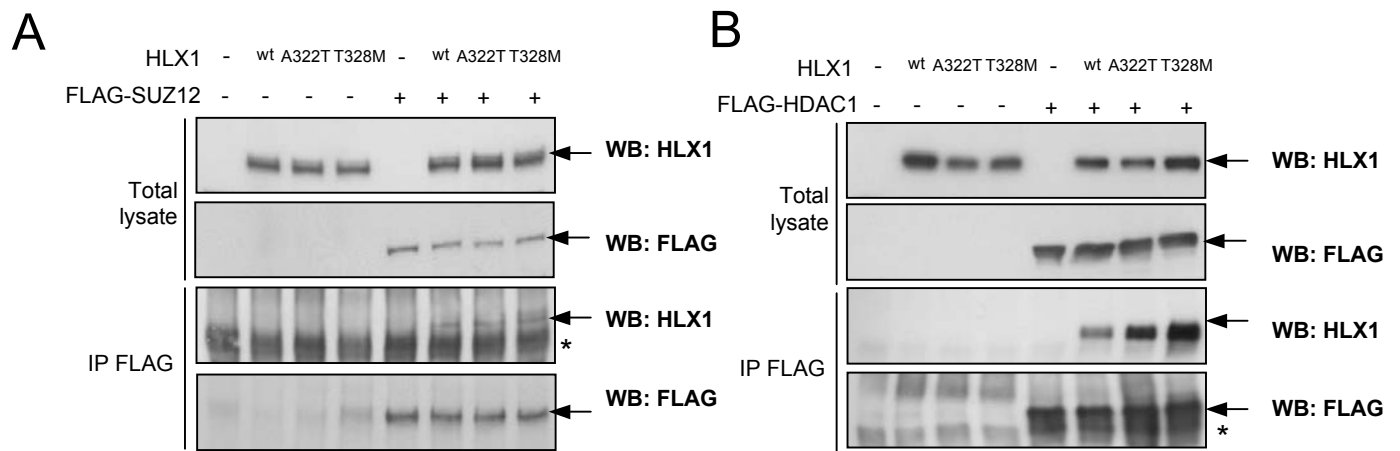 A
HLX1 - wt A322T T328M - wt A322T T328M
FLAG-SUZ12 - - - - + + + +
Total lysate
WB: HLX1
WB: FLAG
IP FLAG
WB: HLX1
*
WB: FLAG
B
HLX1 - wt A322T T328M - wt A322T T328M
FLAG-HDAC1 - - - - + + + +
Total lysate
WB: HLX1
WB: FLAG
IP FLAG
WB: HLX1
WB: FLAG
*